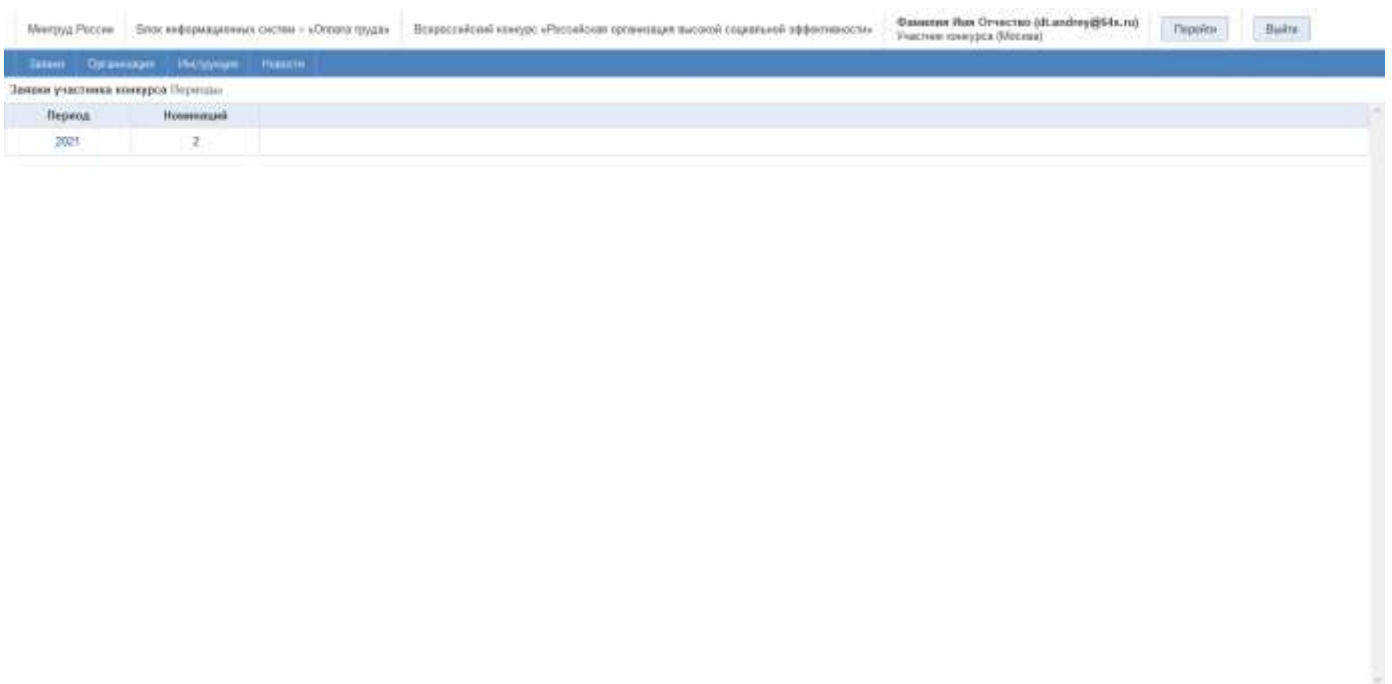 Минтруд России
Блок информационных систем – «Оплата труда»
Всероссийский конкурс «Российская организация высокой социальной эффективности»
Фамилия Имя Отчество (dt.andrey@64s.ru)
Участник конкурса (Москва)
Перейти
Выйти
Заявки Организация Инструкция Новости
Заявки участника конкурса Периоды
Период Номинаций
2021 2